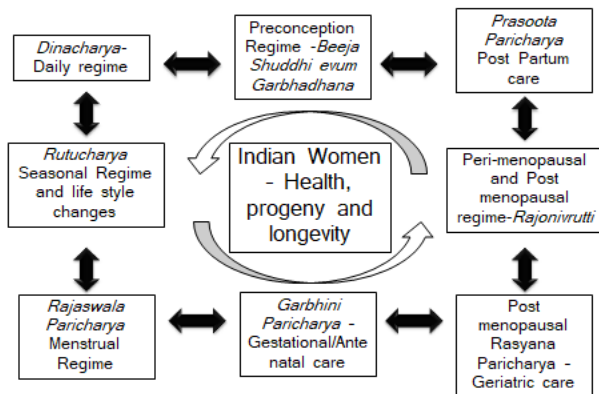 Dinacharya-
Daily regime
Preconception
Regime -Beeja
Shuddhi evum
Garbhadhana
Prasoota
Paricharya
Post Partum
care
Rutucharya
Seasonal Regime
and life style
changes
Indian Women
- Health,
progeny and
longevity
Peri-menopausal
and Post
menopausal
regime-Rajonivrutti
Rajaswala
Paricharya
Menstrual
Regime
Garbhini
Paricharya -
Gestational/Ante
natal care
Post
menopausal
Rasyana
Paricharya -
Geriatric care